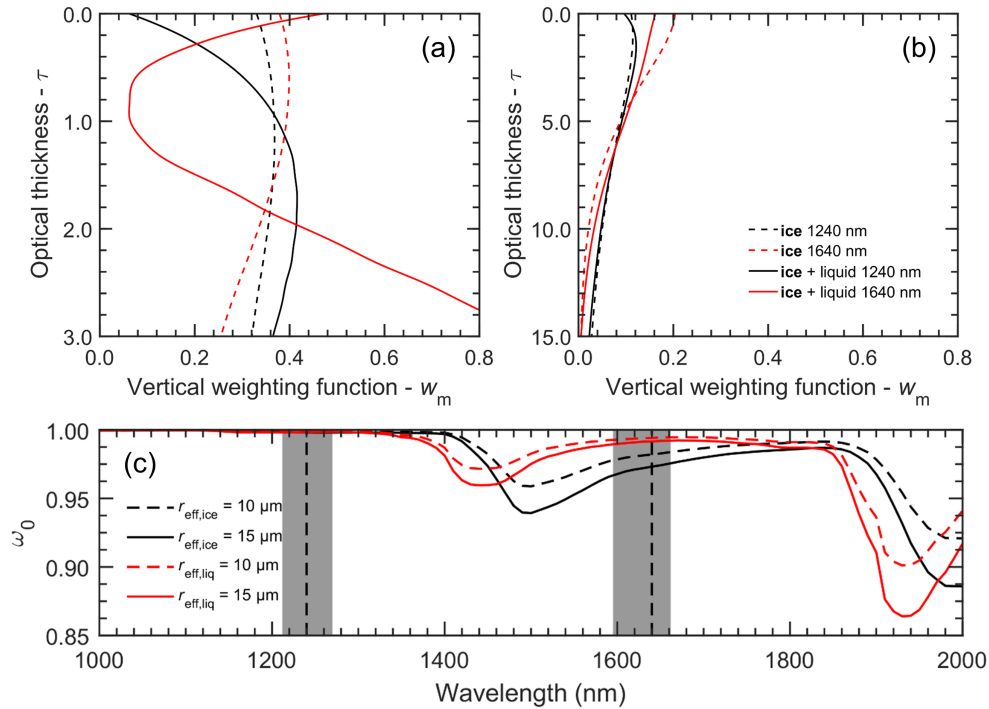 (a)
0.0
1.0
2.0
3.0
Optical thickness - τ
0.0 0.2 0.4 0.6 0.8
Vertical weighting function - wm
(b)
0.0
5.0
10.0
15.0
Optical thickness - τ
ice 1240 nm
ice 1640 nm
ice + liquid 1240 nm
ice + liquid 1640 nm
0.0 0.2 0.4 0.6 0.8
Vertical weighting function - wm
(c)
1.00
0.95
0.90
0.85
ω0
reff,ice = 10 μm
reff,ice = 15 μm
reff,liq = 10 μm
reff,liq = 15 μm
1000 1200 1400 1600 1800 2000
Wavelength (nm)